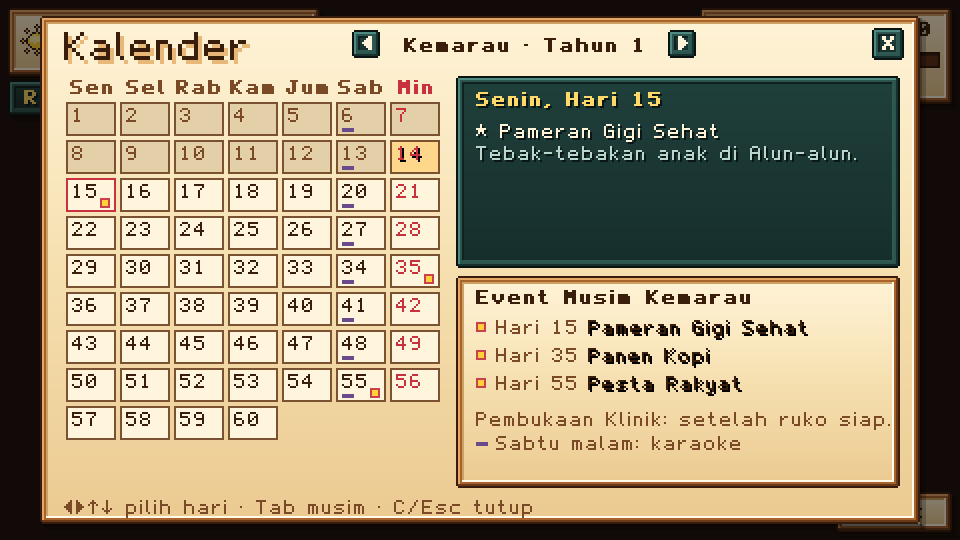 Kalender
Kemarau · Tahun 1
X
R
Sen Sel Rab Kam Jum Sab Min
1 2 3 4 5 6 7
8 9 10 11 12 13 14
15 16 17 18 19 20 21
22 23 24 25 26 27 28
29 30 31 32 33 34 35
36 37 38 39 40 41 42
43 44 45 46 47 48 49
50 51 52 53 54 55 56
57 58 59 60
Senin, Hari 15
★ Pameran Gigi Sehat
Tebak-tebakan anak di Alun-alun.
Event Musim Kemarau
Hari 15 Pameran Gigi Sehat
Hari 35 Panen Kopi
Hari 55 Pesta Rakyat
Pembukaan Klinik: setelah ruko siap.
Sabtu malam: karaoke
◀▶↑↓ pilih hari · Tab musim · C/Esc tutup